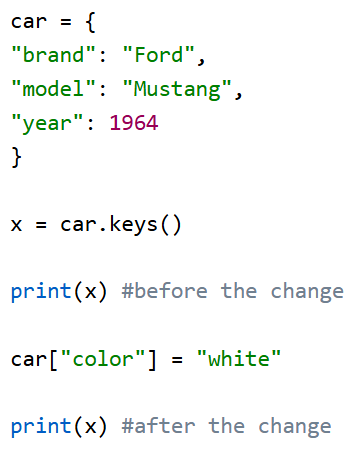 car = {
"brand": "Ford",
"model": "Mustang",
"year": 1964
}
x = car.keys()
print(x) #before the change
car["color"] = "white"
print(x) #after the change